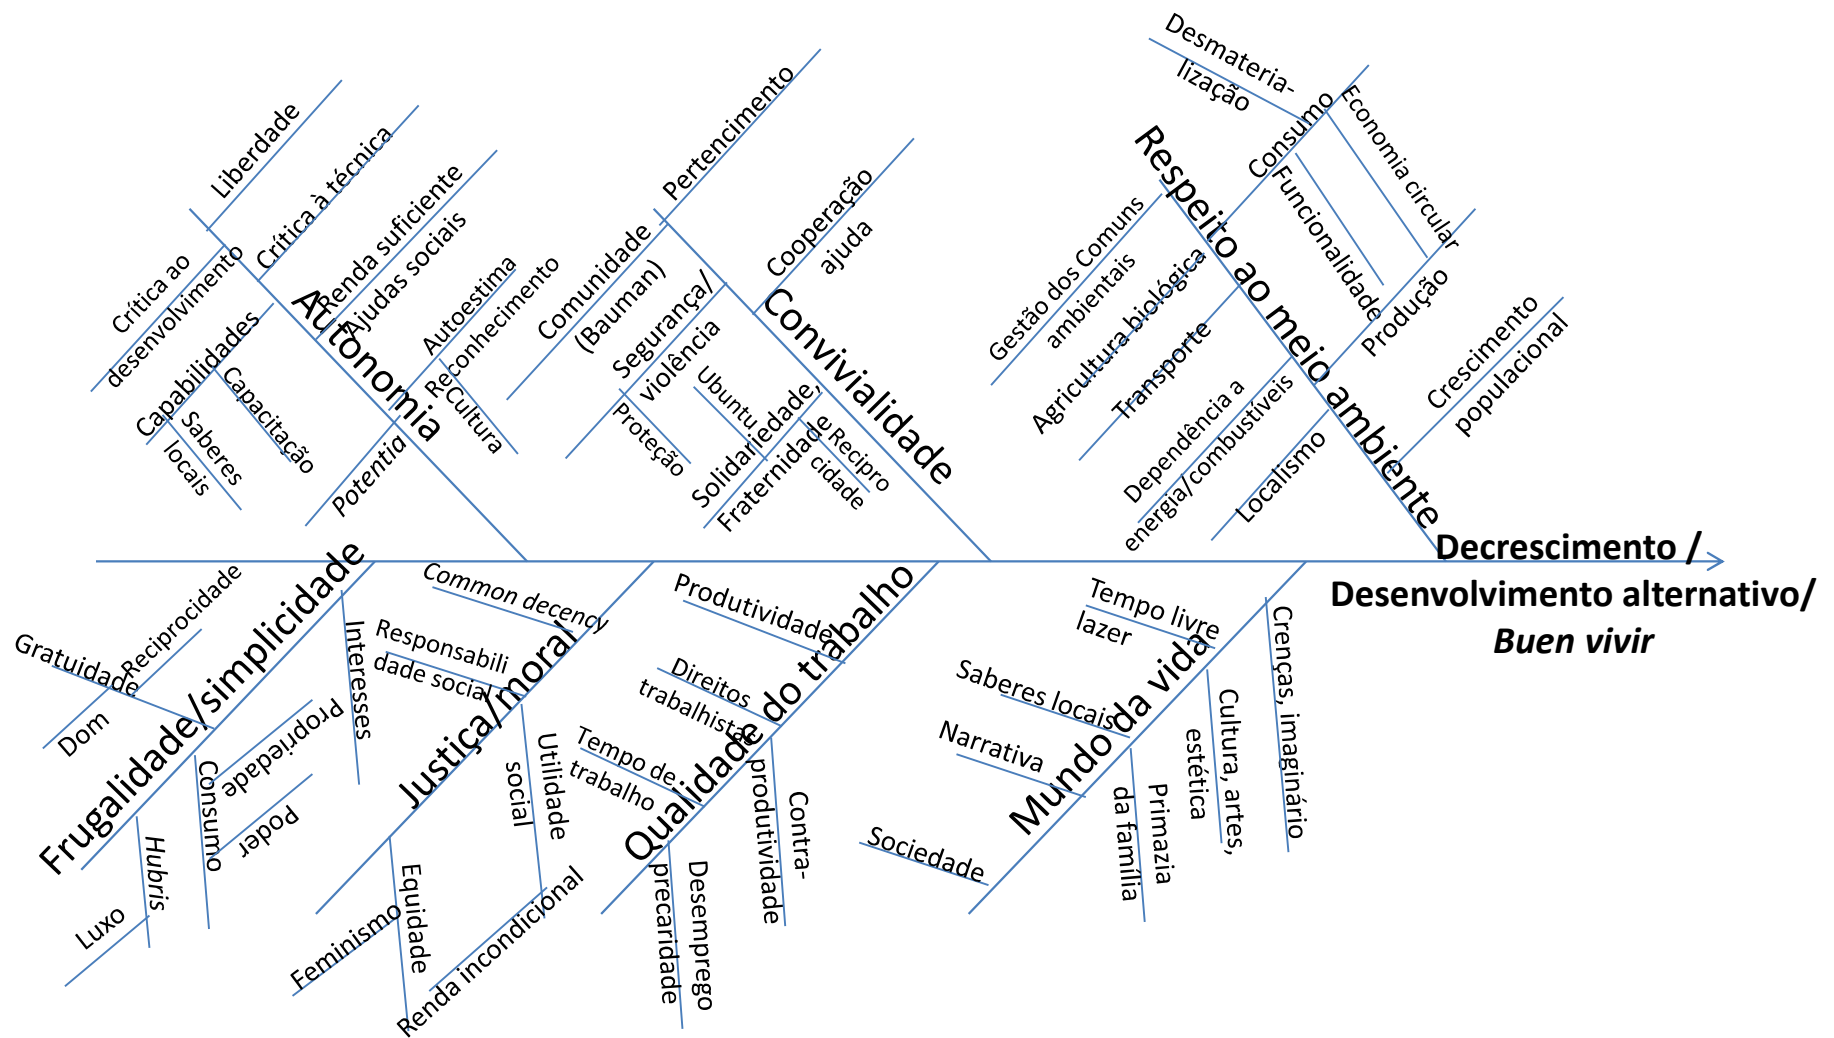 Liberdade
Crítica à técnica
Renda suficiente
Ajudas sociais
Crítica ao
desenvolvimento
Autoestima
Reconhecimento
Cultura
Capabilidades
Capacitação
Saberes
locais
Potentia
Autonomia
Pertencimento
Cooperação
ajuda
Comunidade
(Bauman)
Segurança/
violência
Proteção
Ubuntu
Solidariedade,
Fraternidade
Recipro
cidade
Convivialidade
Desmateria-
lização
Consumo
Economia circular
Funcionalidade
Produção
Gestão dos Comuns
ambientais
Agricultura biológica
Transporte
Dependência a
energia/combustíveis
Localismo
Crescimento
populacional
Respeito ao meio ambiente
Decrescimento /
Desenvolvimento alternativo/
Buen vivir
Reciprocidade
Gratuidade
Dom
Interesses
Propriedade
Poder
Consumo
Hubris
Luxo
Frugalidade/simplicidade
Common decency
Responsabili
dade social
Utilidade
social
Equidade
Feminismo
Renda incondicional
Justiça/moral
Produtividade
Direitos
trabalhistas
Tempo de
trabalho
Contra-
produtividade
Desemprego
precaridade
Qualidade do trabalho
Tempo livre
lazer
Saberes locais
Narrativa
Sociedade
Crenças, imaginário
Cultura, artes,
estética
Primazia
da família
Mundo da vida